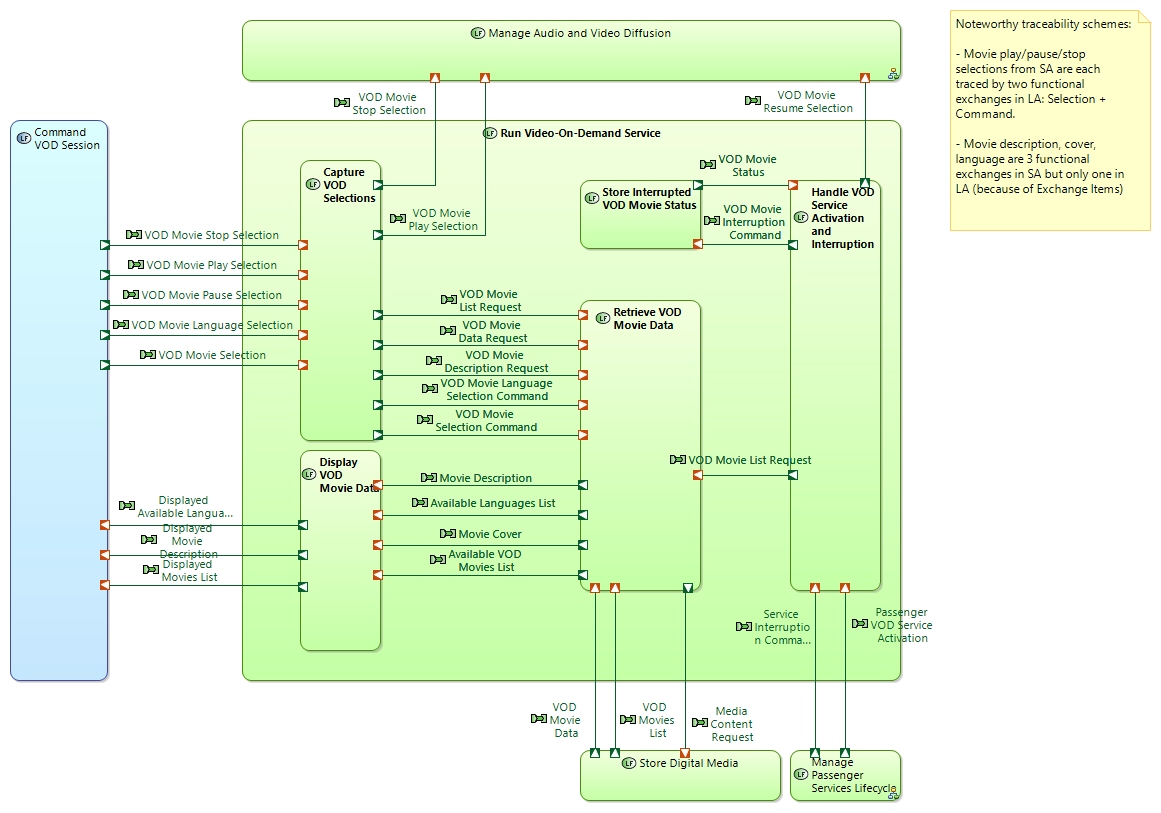 Manage Audio and Video Diffusion
Noteworthy traceability schemes:
- Movie play/pause/stop
selections from SA are each
traced by two functional
exchanges in LA: Selection +
Command.
- Movie description, cover,
language are 3 functional
exchanges in SA but only one in
LA (because of Exchange Items)
VOD Movie
Stop Selection
VOD Movie
Resume Selection
Command
VOD Session
Run Video-On-Demand Service
Capture
VOD
Selections
VOD Movie
Play Selection
Store Interrupted
VOD Movie Status
VOD Movie
Status
VOD Movie
Interruption
Command
Handle VOD
Service
Activation
and
Interruption
VOD Movie Stop Selection
VOD Movie Play Selection
VOD Movie Pause Selection
VOD Movie Language Selection
VOD Movie Selection
VOD Movie
List Request
VOD Movie
Data Request
VOD Movie
Description Request
VOD Movie Language
Selection Command
VOD Movie
Selection Command
Retrieve VOD
Movie Data
VOD Movie List Request
Display
VOD
Movie Data
Movie Description
Available Languages List
Movie Cover
Available VOD
Movies List
Displayed
Available Langua...
Displayed
Movie
Description
Displayed
Movies List
Service
Interruptio
n Comma...
Passenger
VOD Service
Activation
VOD
Movie
Data
VOD
Movies
List
Media
Content
Request
Store Digital Media
Manage
Passenger
Services Lifecycle
LF
LF
LF
LF
LF
LF
LF
LF
LF
LF